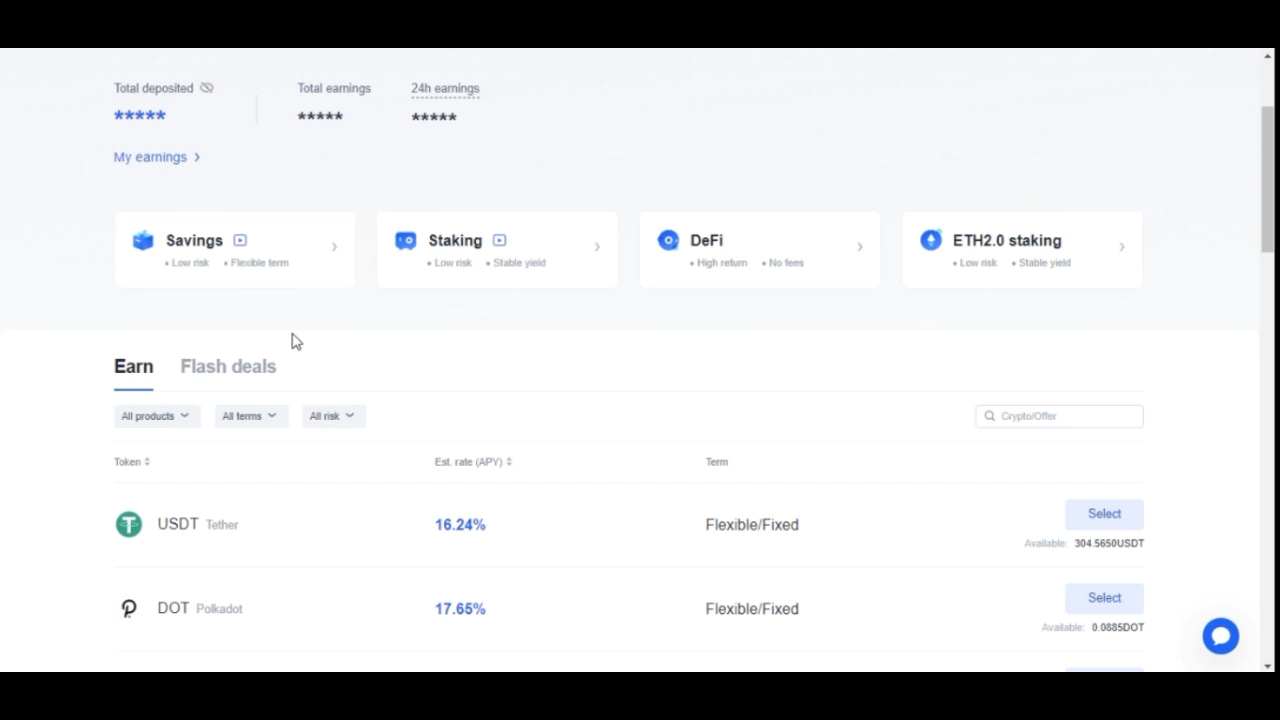 Total deposited
Total earnings
24h earnings
*****
*****
*****
My earnings
Savings
Staking
DeFi
ETH2.0 staking
• Low risk • Flexible term
• Low risk • Stable yield
• High return • No fees
• Low risk • Stable yield
Earn
Flash deals
All products
All terms
All risk
Crypto/Offer
Token
Est. rate (APY)
Term
USDT Tether
16.24%
Flexible/Fixed
Select
Available: 304.5650USDT
DOT Polkadot
17.65%
Flexible/Fixed
Select
Available: 0.0885DOT